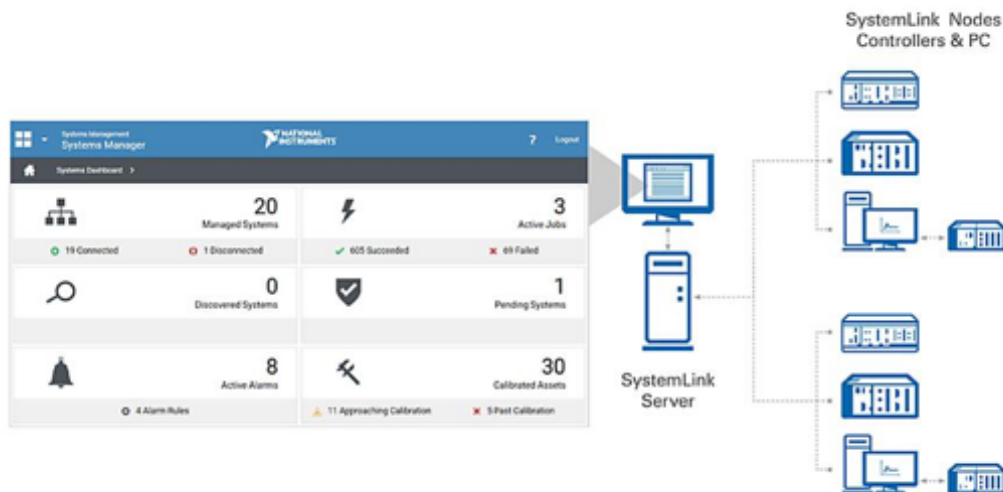 SystemLink Nodes
Controllers & PC
Systems Management
Systems Manager
NATIONAL
INSTRUMENTS
?
Logout
Systems Dashboard >
20
Managed Systems
3
Active Jobs
19 Connected
1 Disconnected
605 Succeeded
69 Failed
0
Discovered Systems
1
Pending Systems
8
Active Alarms
30
Calibrated Assets
4 Alarm Rules
11 Approaching Calibration
5 Past Calibration
SystemLink
Server